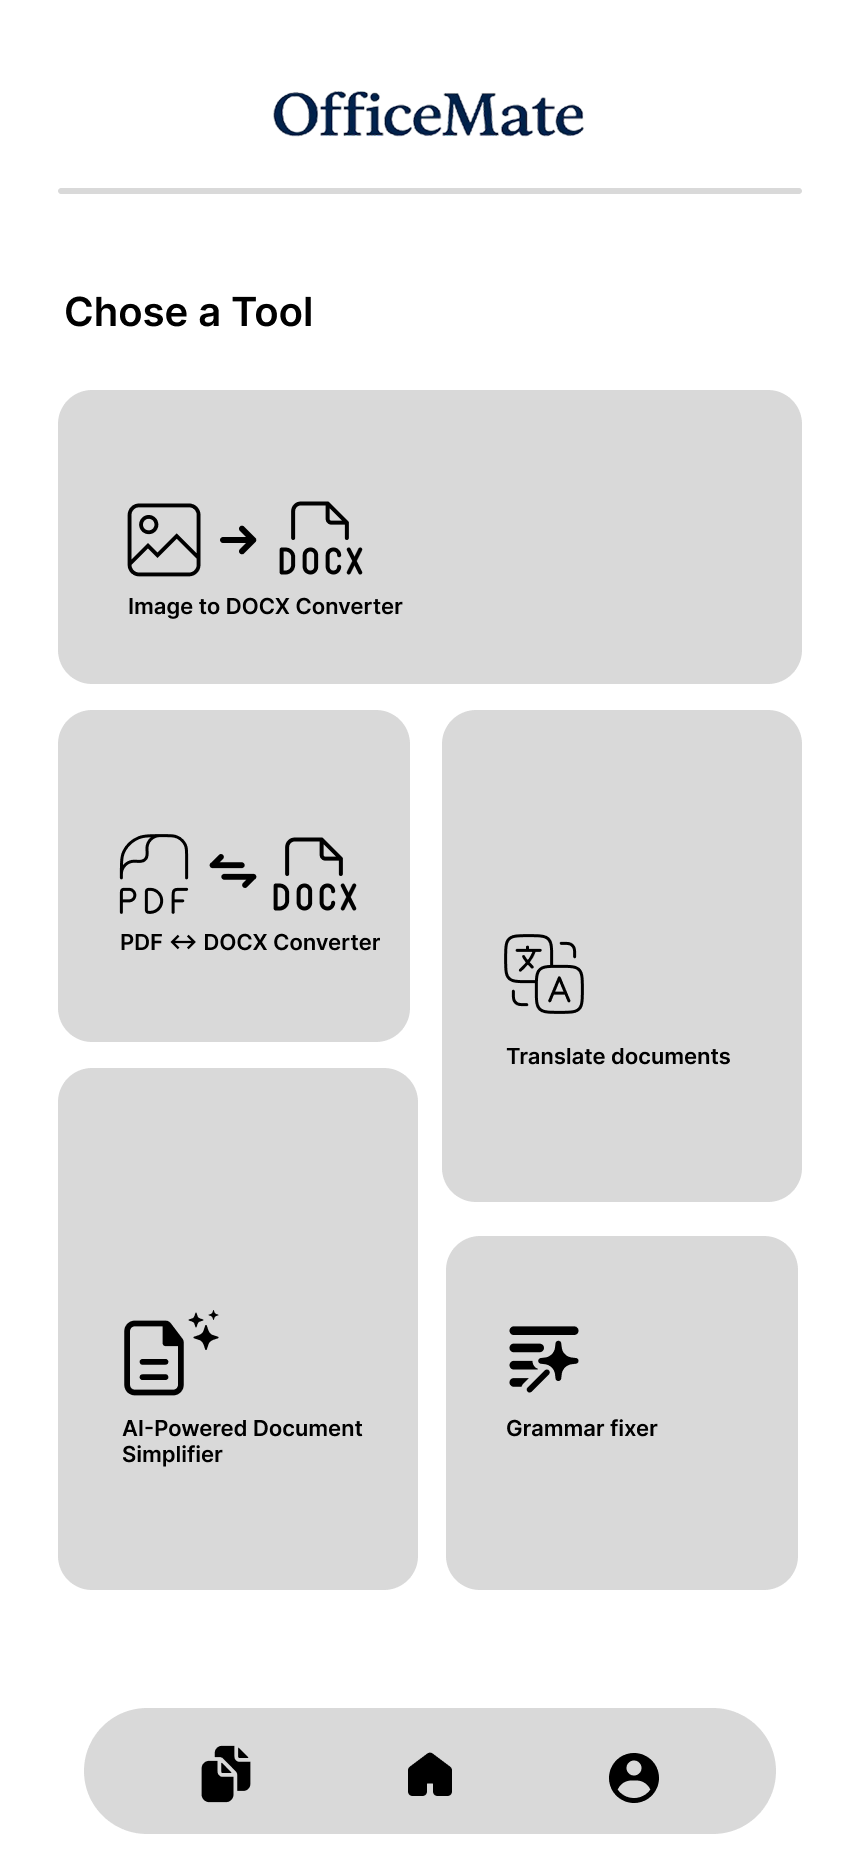 OfficeMate
Chose a Tool
DOCX
Image to DOCX Converter
PDF
DOCX
PDF <-> DOCX Converter
文
A
Translate documents
AI-Powered Document
Simplifier
Grammar fixer